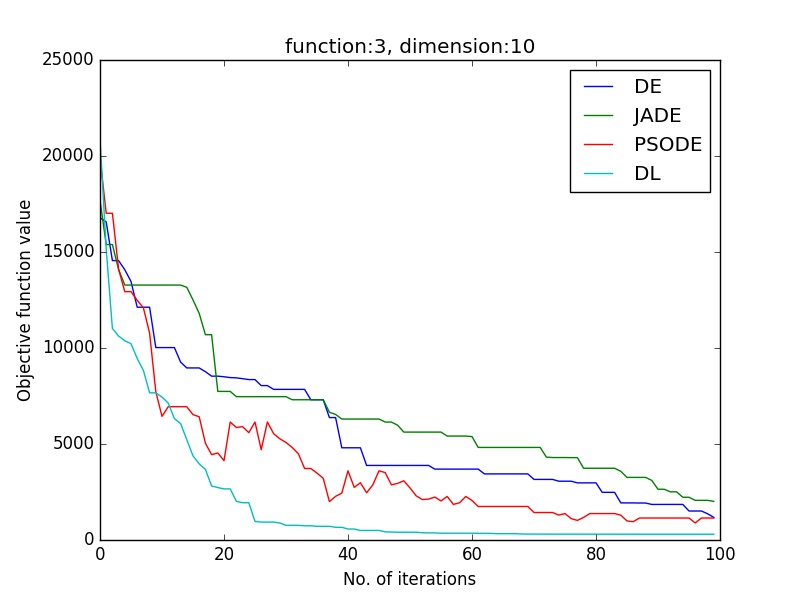 function:3, dimension:10
25000
20000
15000
10000
5000
0
Objective function value
DE
JADE
PSODE
DL
0 20 40 60 80 100
No. of iterations